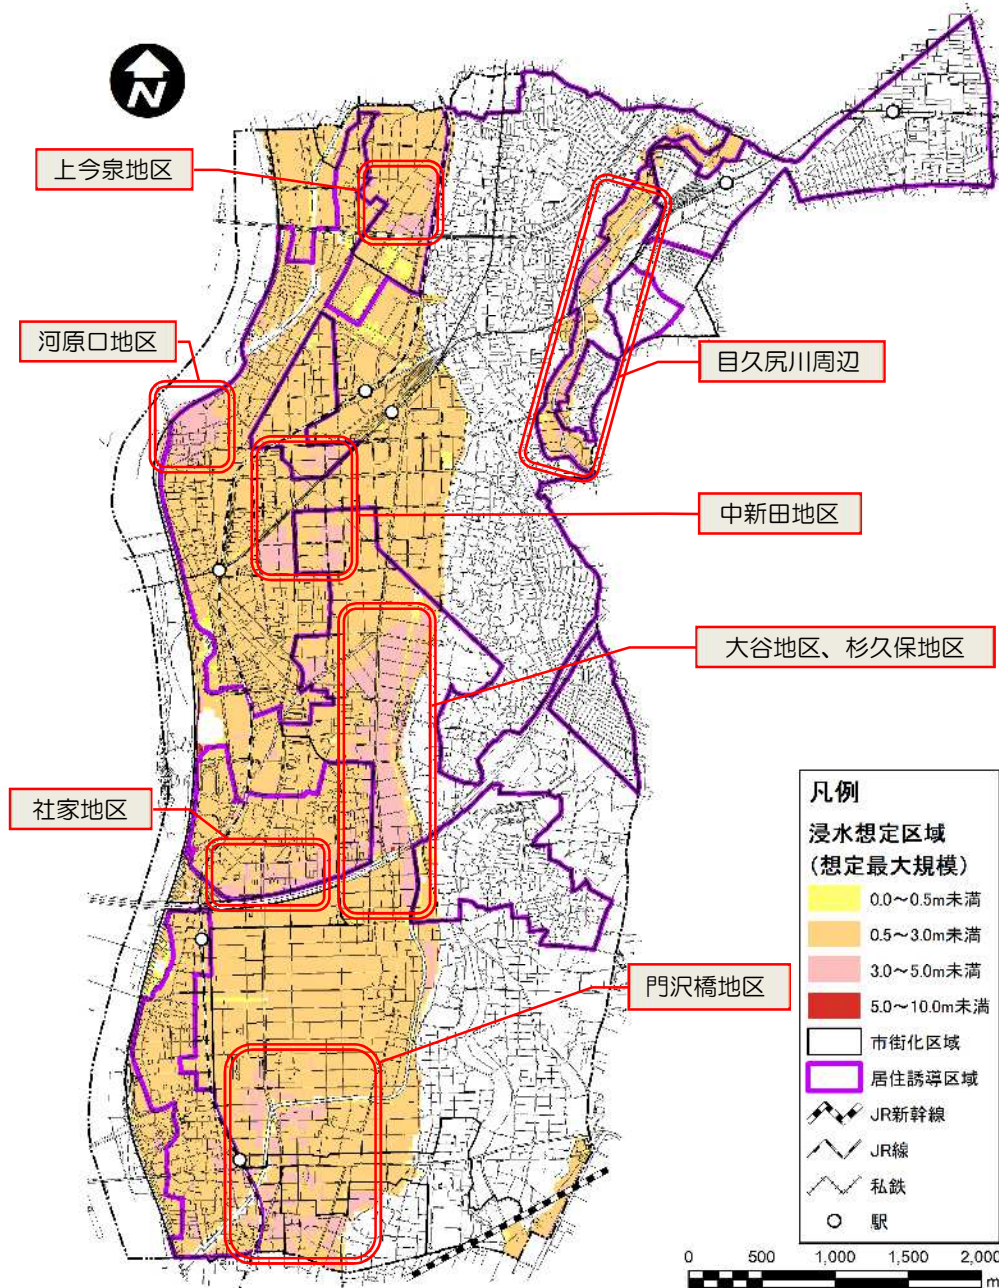 N
上今泉地区
河原口地区
目久尻川周辺
中新田地区
大谷地区、杉久保地区
社家地区
門沢橋地区
凡例
浸水想定区域
(想定最大規模)
0.0～0.5m未満
0.5～3.0m未満
3.0～5.0m未満
5.0～10.0m未満
市街化区域
居住誘導区域
JR新幹線
JR線
私鉄
駅
0 500 1,000 1,500 2,000
m